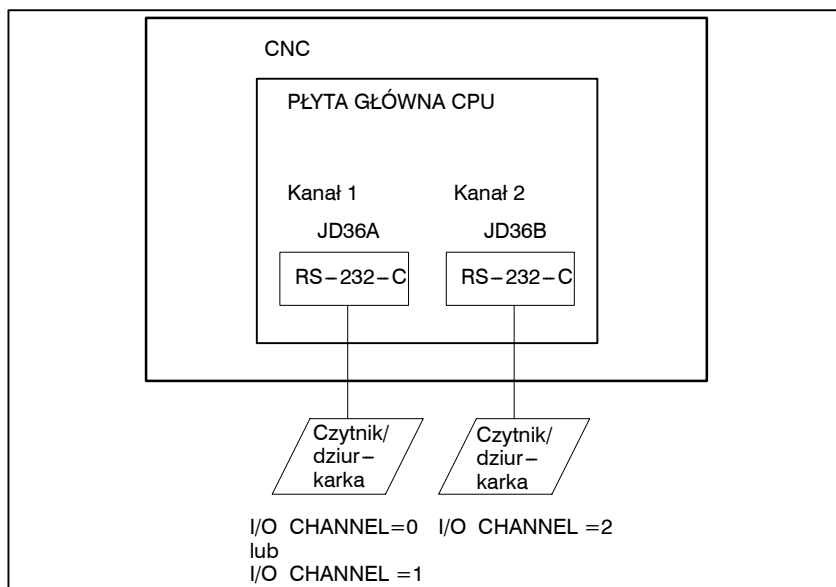 CNC
PŁYTA GŁÓWNA CPU
Kanał 1 Kanał 2
JD36A JD36B
RS-232-C RS-232-C
Czytnik/
dziur-
karka
Czytnik/
dziur-
karka
I/O CHANNEL=0 I/O CHANNEL =2
lub
I/O CHANNEL =1